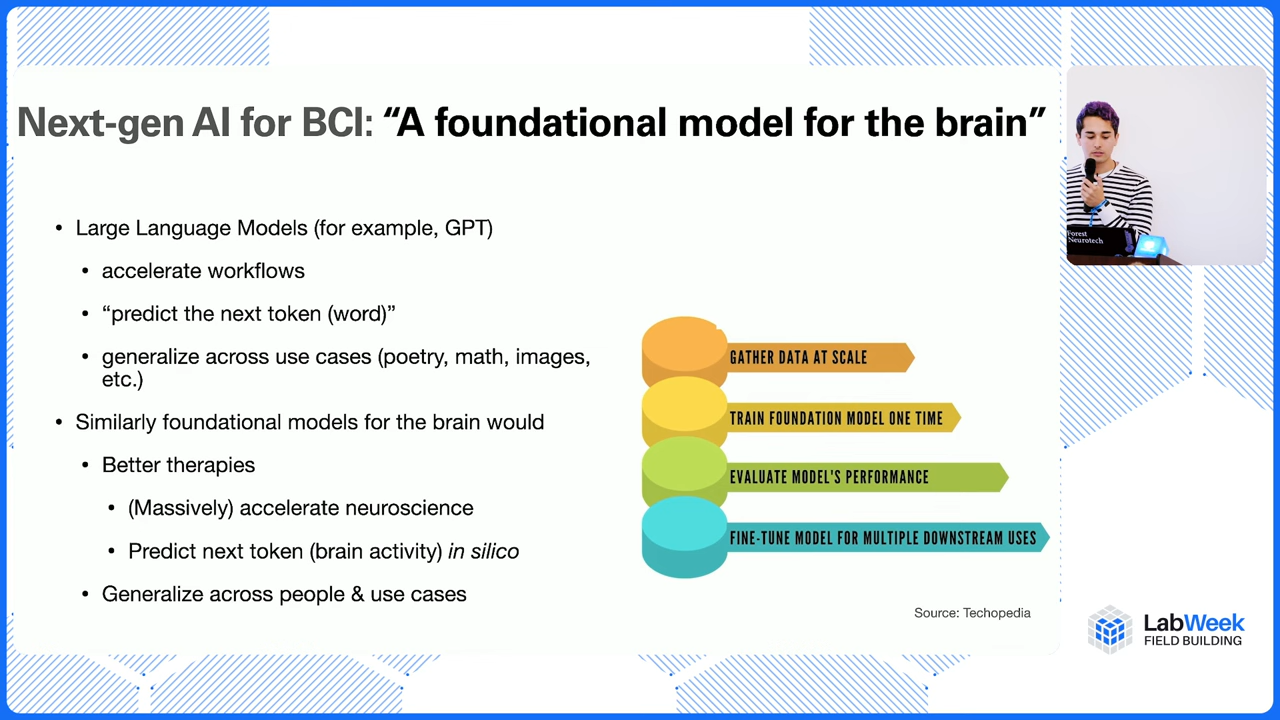 Next-gen AI for BCI: “A foundational model for the brain”
• Large Language Models (for example, GPT)
• accelerate workflows
• “predict the next token (word)”
• generalize across use cases (poetry, math, images,
etc.)
• Similarly foundational models for the brain would
• Better therapies
• (Massively) accelerate neuroscience
• Predict next token (brain activity) in silico
• Generalize across people & use cases
GATHER DATA AT SCALE
TRAIN FOUNDATION MODEL ONE TIME
EVALUATE MODEL'S PERFORMANCE
FINE-TUNE MODEL FOR MULTIPLE DOWNSTREAM USES
Source: Techopedia
Forest
Neurotech
LabWeek
FIELD BUILDING